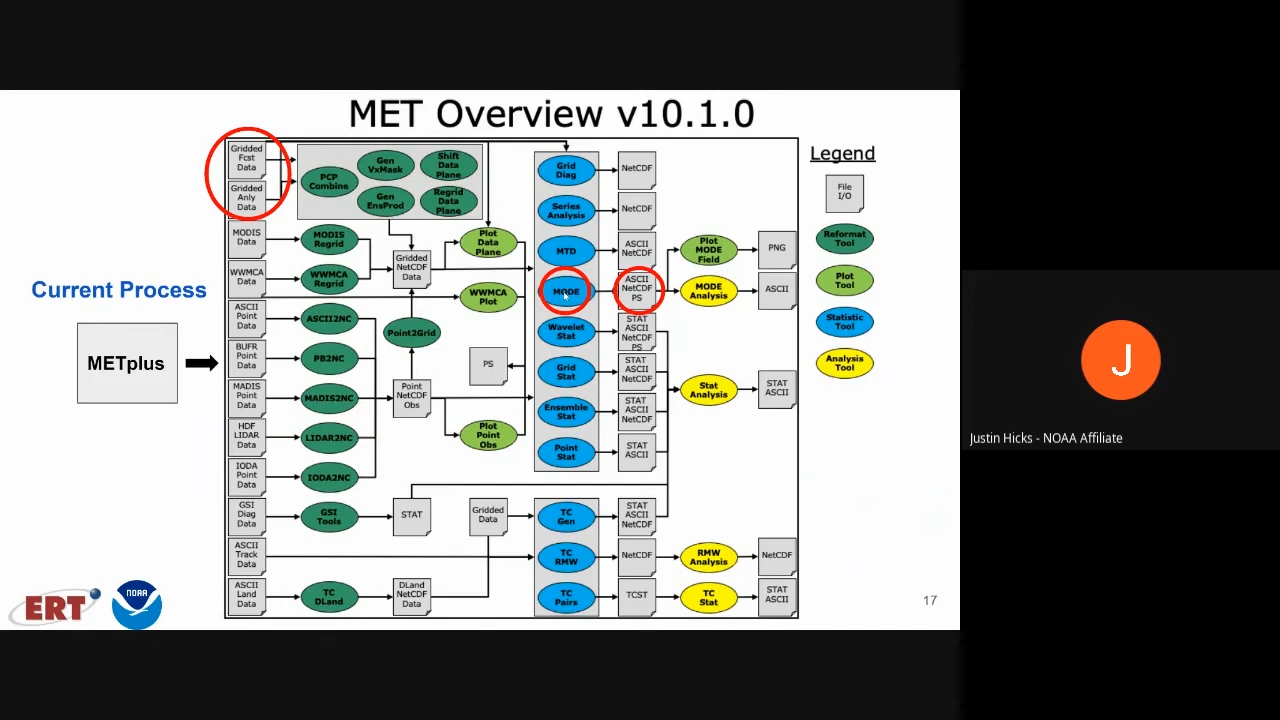 MET Overview v10.1.0
Current Process
METplus
Gridded
Fcst
Data
Gridded
Anly
Data
MODIS
Data
WWMCA
Data
ASCII
Point
Data
BUFR
Point
Data
MADIS
Point
Data
HDF
LIDAR
Data
IODA
Point
Data
GSI
Diag
Data
ASCII
Track
Data
ASCII
Land
Data
PCP
Combine
Gen
VxMask
Shift
Data
Plane
Gen
EnsProd
Regrid
Data
Plane
MODIS
Regrid
WWMCA
Regrid
ASCII2NC
PB2NC
MADIS2NC
LIDAR2NC
IODA2NC
GSI
Tools
TC
DLand
Gridded
NetCDF
Data
Point2Grid
Point
NetCDF
Obs
STAT
DLand
NetCDF
Data
Plot
Data
Plane
WWMCA
Plot
PS
Plot
Point
Obs
Gridded
Data
Grid
Diag
Series
Analysis
MTD
MODE
Wavelet
Stat
Grid
Stat
Ensemble
Stat
Point
Stat
TC
Gen
TC
RMW
TC
Pairs
NetCDF
NetCDF
ASCII
NetCDF
ASCII
NetCDF
PS
STAT
ASCII
NetCDF
PS
STAT
ASCII
NetCDF
STAT
ASCII
NetCDF
STAT
ASCII
STAT
ASCII
NetCDF
NetCDF
TCST
Plot
MODE
Field
MODE
Analysis
Stat
Analysis
RMW
Analysis
TC
Stat
PNG
ASCII
STAT
ASCII
NetCDF
STAT
ASCII
Legend
File
I/O
Reformat
Tool
Plot
Tool
Statistic
Tool
Analysis
Tool
ERT
NOAA
17
J
Justin Hicks - NOAA Affiliate